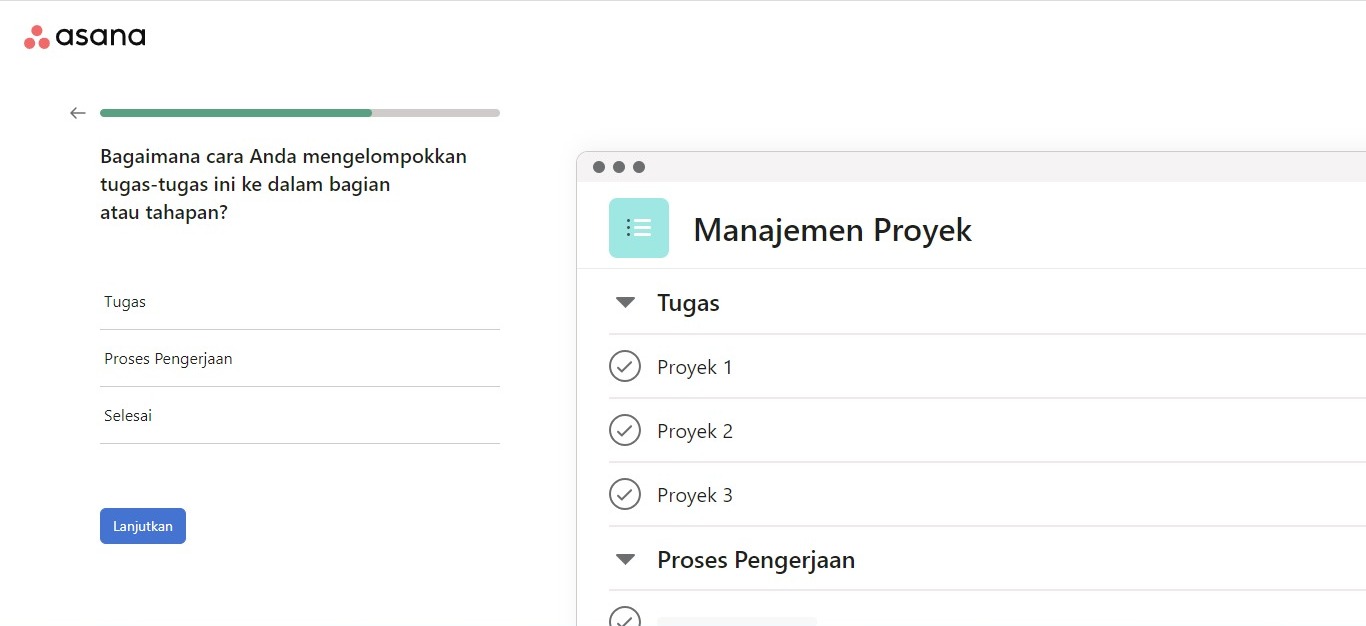 asana
Bagaimana cara Anda mengelompokkan
tugas-tugas ini ke dalam bagian
atau tahapan?
Tugas
Proses Pengerjaan
Selesai
Lanjutkan
Manajemen Proyek
Tugas
Proyek 1
Proyek 2
Proyek 3
Proses Pengerjaan